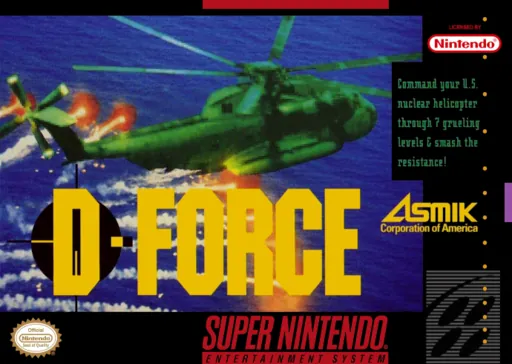 LICENSED BY
Nintendo
Command your U.S.
nuclear helicopter
through 7 grueling
levels & smash the
resistance!
D-FORCE
ASMIK
Corporation of America
Official
Nintendo
Seal of Quality
SUPER NINTENDO
ENTERTAINMENT SYSTEM